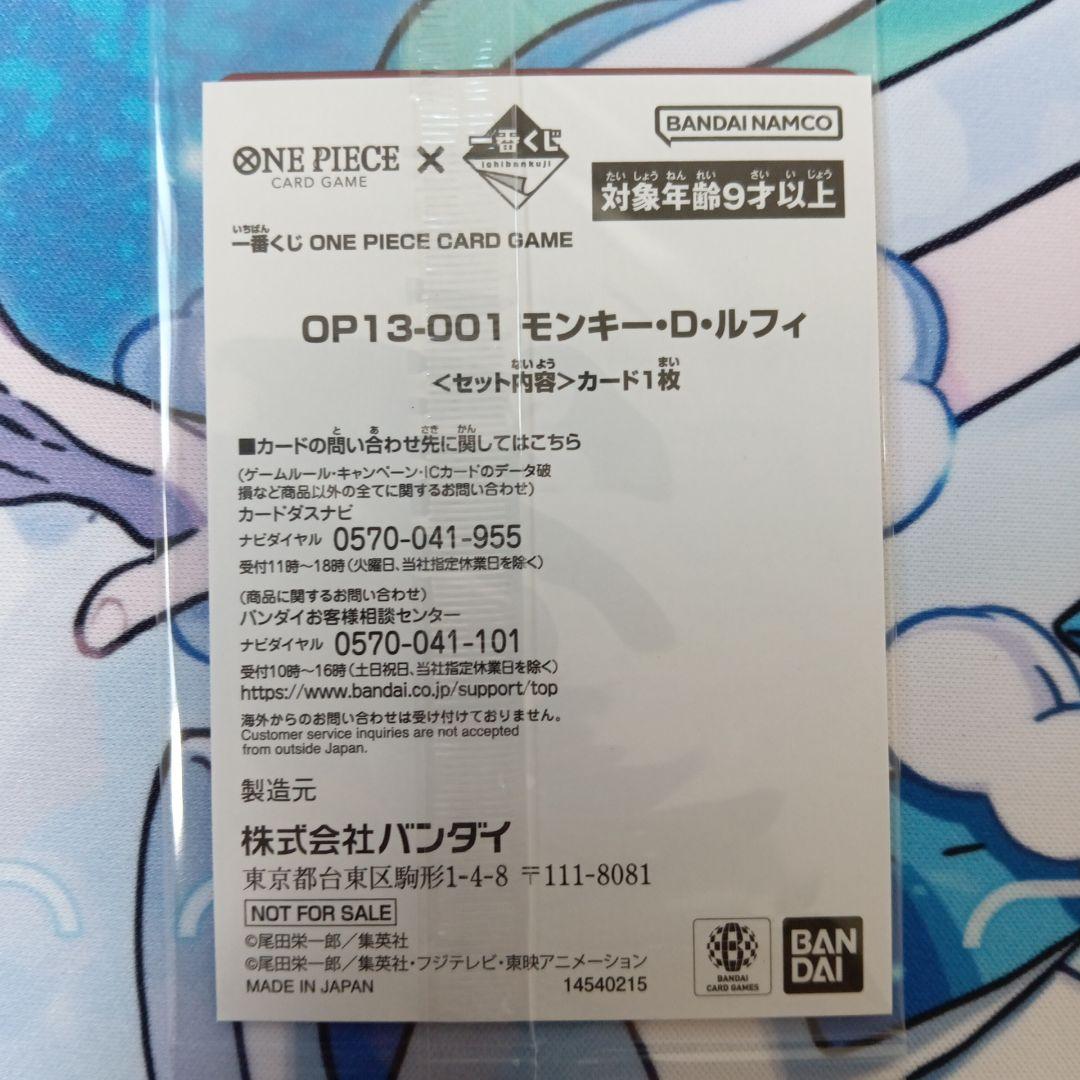 ONE PIECE
CARD GAME
×
一番くじ
ichibankuji
BANDAI NAMCO
たいしょうねんれい さいいじょう
対象年齢9才以上
いちばん
一番くじ ONE PIECE CARD GAME
OP13-001 モンキー・D・ルフィ
ないよう まい
<セット内容>カード1枚
と あ さき かん
■カードの問い合わせ先に関してはこちら
(ゲームルール・キャンペーン・ICカードのデータ破
損など商品以外の全てに関するお問い合わせ)
カードダスナビ
ナビダイヤル 0570-041-955
受付11時~18時(火曜日、当社指定休業日を除く)
(商品に関するお問い合わせ)
バンダイお客様相談センター
ナビダイヤル 0570-041-101
受付10時~16時(土日祝日、当社指定休業日を除く)
https://www.bandai.co.jp/support/top
海外からのお問い合わせは受け付けておりません。
Customer service inquiries are not accepted
from outside Japan.
製造元
株式会社バンダイ
東京都台東区駒形1-4-8 〒111-8081
NOT FOR SALE
©尾田栄一郎/集英社
©尾田栄一郎/集英社・フジテレビ・東映アニメーション
MADE IN JAPAN 14540215
BANDAI
CARD GAMES
BAN
DAI